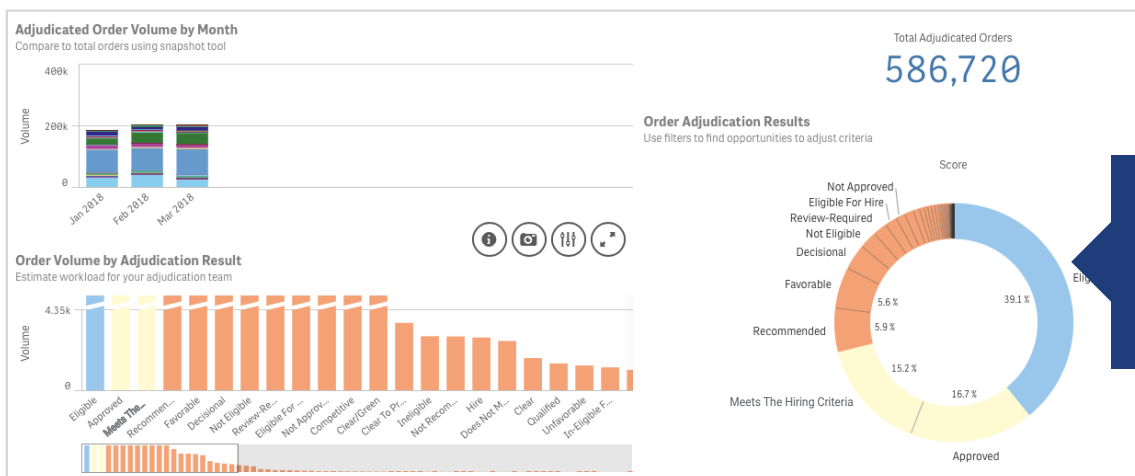 Adjudicated Order Volume by Month
Compare to total orders using snapshot tool
400k
200k
0
Volume
Jan 2018
Feb 2018
Mar 2018
Order Volume by Adjudication Result
Estimate workload for your adjudication team
4.35k
0
Volume
Eligible
Approved
Meets The...
Recommen...
Favorable
Decisional
Not Eligible
Review-Re...
Eligible For ...
Not Approv...
Competitive
Clear/Green
Clear To Pr...
Ineligible
Not Recom...
Hire
Does Not M...
Clear
Qualified
Unfavorable
In-Eligible F...
Total Adjudicated Orders
586,720
Order Adjudication Results
Use filters to find opportunities to adjust criteria
Score
Not Approved
Eligible For Hire
Review-Required
Not Eligible
Decisional
Favorable
Recommended
Meets The Hiring Criteria
Approved
Elig
39.1 %
5.6 %
5.9 %
15.2 %
16.7 %